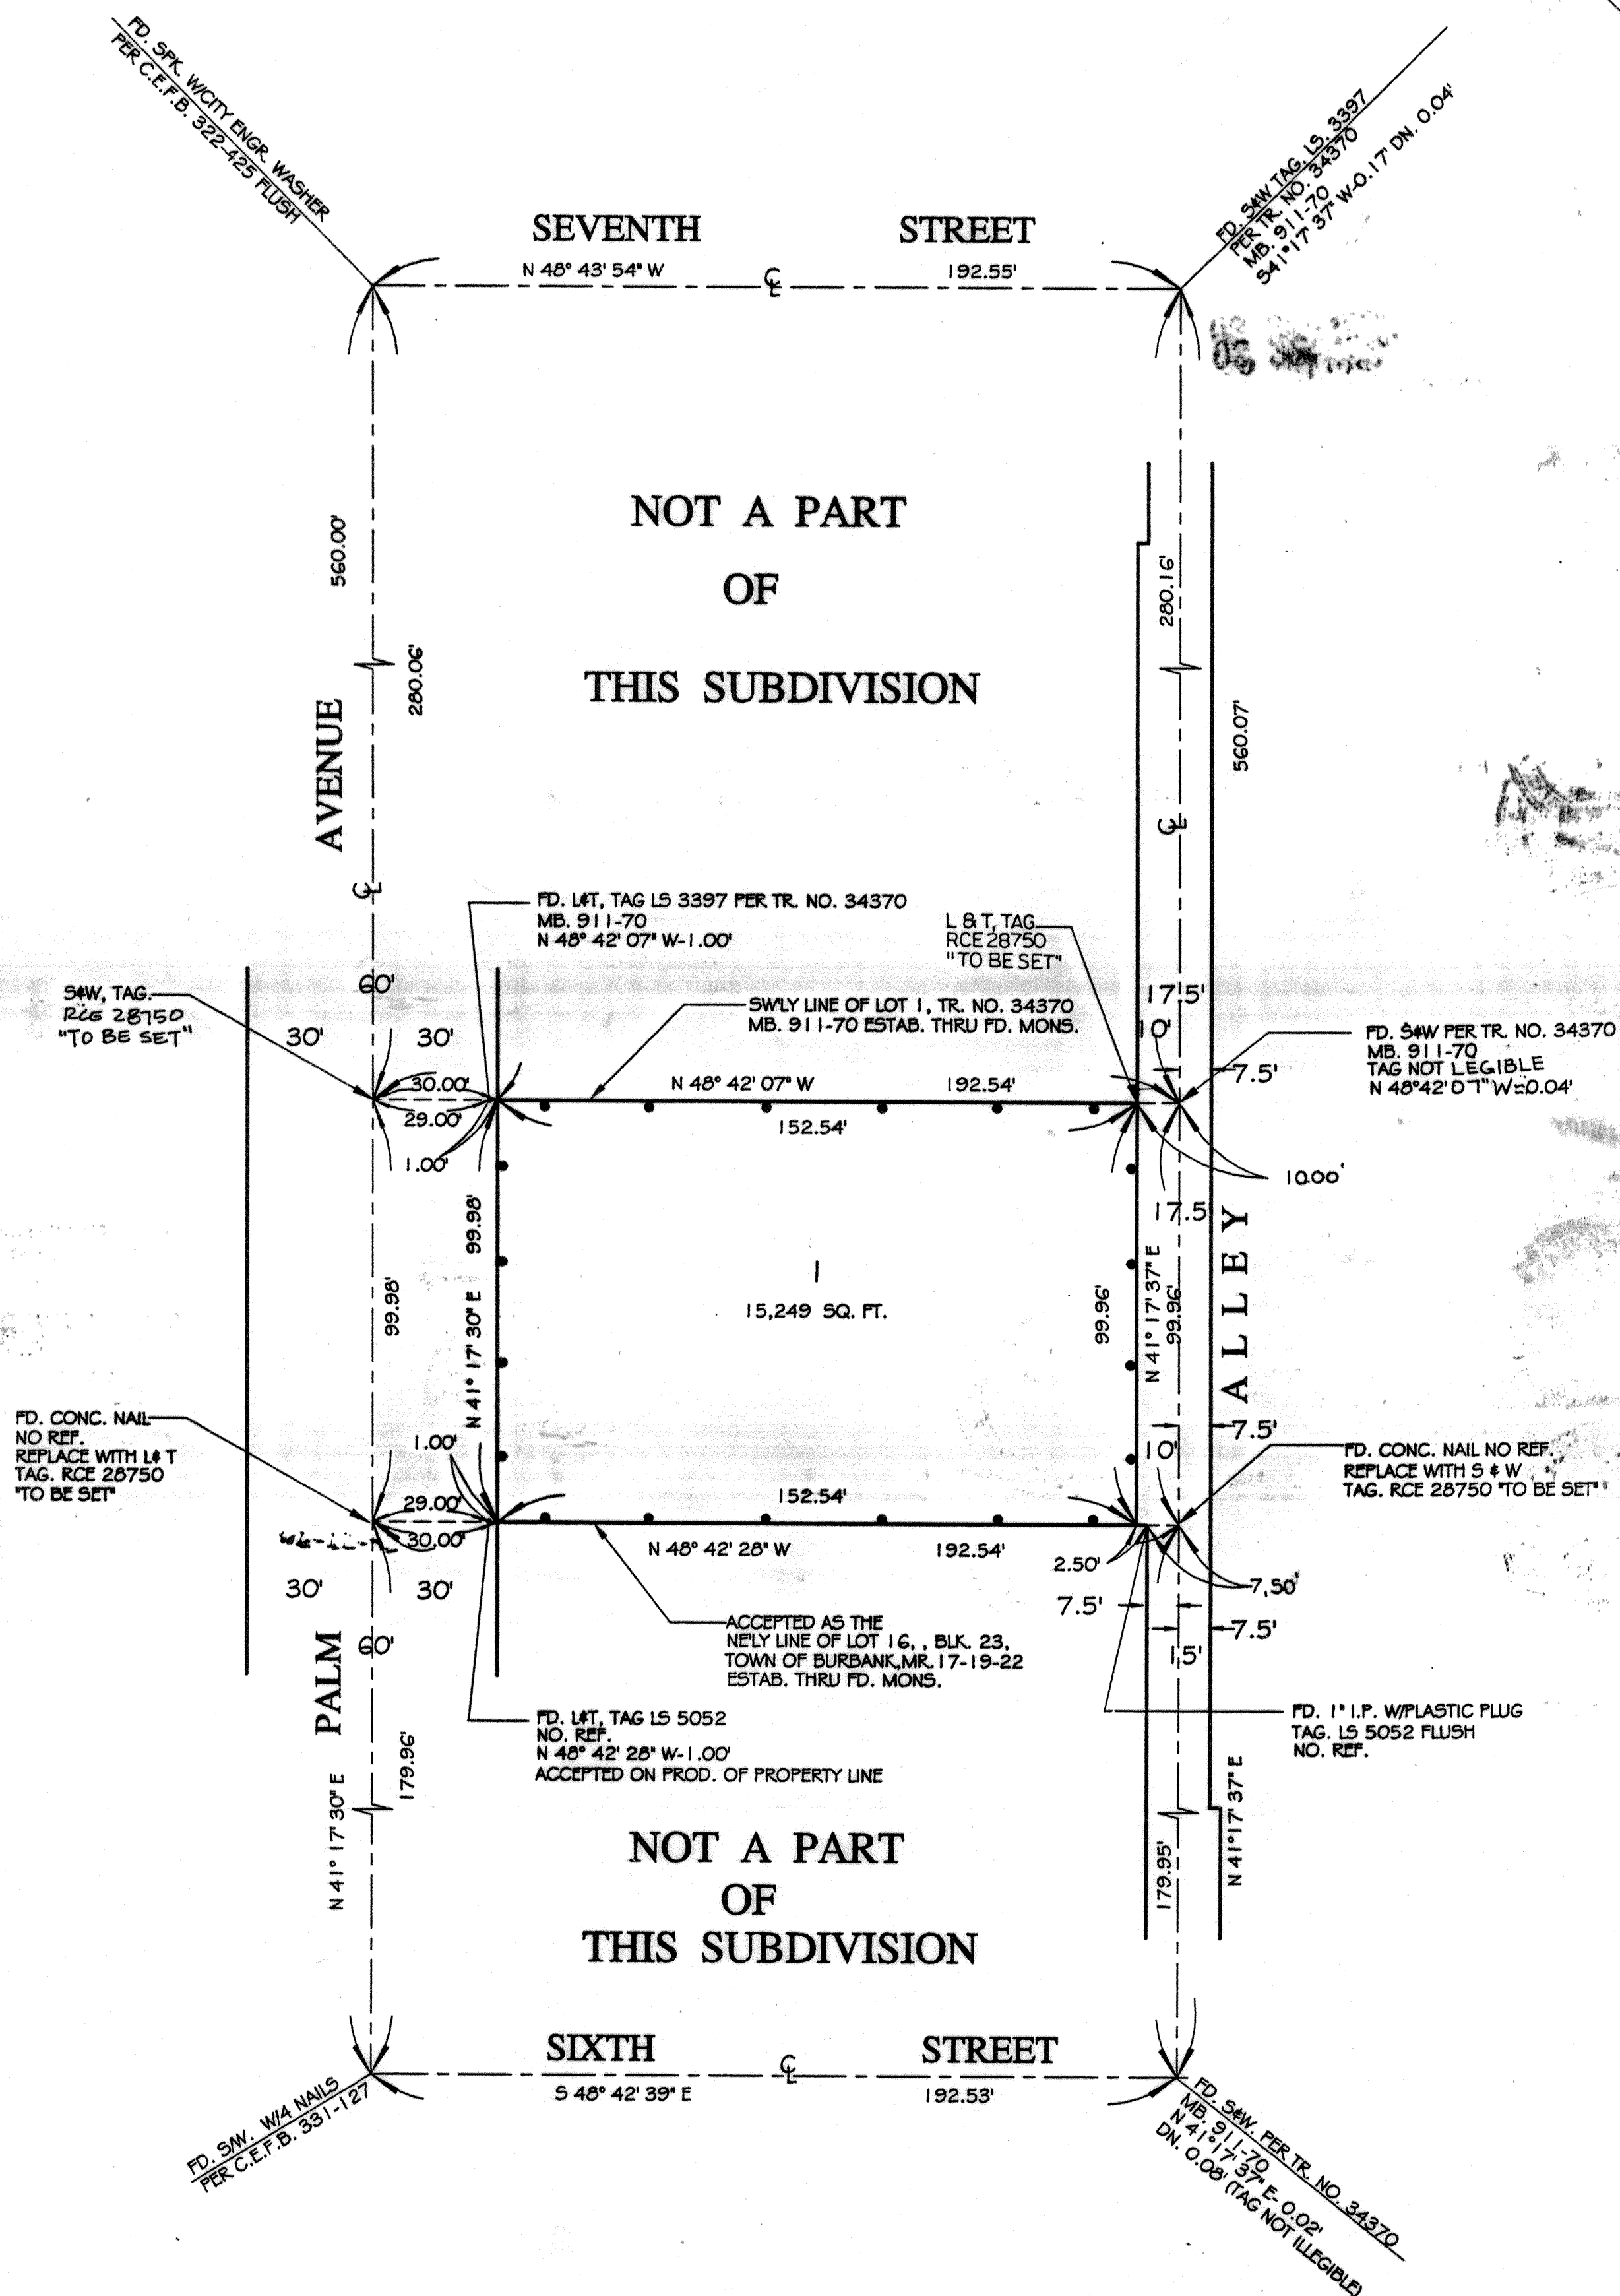 FD. SPK. W/CITY ENGR. WASHER
PER C.E.F.B. 322-425 FLUSH
FD. S&W TAG. LS. 3397
PER TR. NO. 34370
MB. 911-70
S41°17'37"W-0.17' DN. 0.04'
SEVENTH STREET
N 48° 43' 54" W 192.55'
NOT A PART
OF
THIS SUBDIVISION
560.00'
280.06'
AVENUE
280.16'
560.07'
FD. L&T, TAG LS 3397 PER TR. NO. 34370
MB. 911-70
N 48° 42' 07" W-1.00'
L & T, TAG
RCE 28750
"TO BE SET"
S&W, TAG.
RCE 28750
"TO BE SET"
60'
30' 30'
SW'LY LINE OF LOT 1, TR. NO. 34370
MB. 911-70 ESTAB. THRU FD. MONS.
17.5'
10'
7.5'
FD. S&W PER TR. NO. 34370
MB. 911-70
TAG NOT LEGIBLE
N 48°42'07" W=0.04'
30.00'
29.00'
1.00'
N 48° 42' 07" W 192.54'
152.54'
10.00'
17.5
99.98'
N 41° 17' 30" E 99.98'
1
15,249 SQ. FT.
99.96'
N 41° 17' 37" E
99.96'
ALLEY
FD. CONC. NAIL
NO REF.
REPLACE WITH L& T
TAG. RCE 28750
"TO BE SET"
1.00'
29.00'
30.00'
152.54'
N 48° 42' 28" W 192.54'
7.5'
10'
FD. CONC. NAIL NO REF.
REPLACE WITH S & W
TAG. RCE 28750 "TO BE SET"
2.50'
7.50'
7.5'
7.5'
15'
30' 30'
60'
PALM
ACCEPTED AS THE
NE'LY LINE OF LOT 16, , BLK. 23,
TOWN OF BURBANK,MR.17-19-22
ESTAB. THRU FD. MONS.
FD. L&T, TAG LS 5052
NO. REF.
N 48° 42' 28" W-1.00'
ACCEPTED ON PROD. OF PROPERTY LINE
FD. 1" I.P. W/PLASTIC PLUG
TAG. LS 5052 FLUSH
NO. REF.
N 41° 17' 30" E
179.96'
179.95'
N 41°17' 37" E
NOT A PART
OF
THIS SUBDIVISION
SIXTH STREET
S 48° 42' 39" E 192.53'
FD. S/W. W/4 NAILS
PER C.E.F.B. 331-127
FD. S&W. PER TR. NO. 34370
MB. 911-70
N 41°17'37" E- 0.02'
DN. 0.08' (TAG NOT ILLEGIBLE)